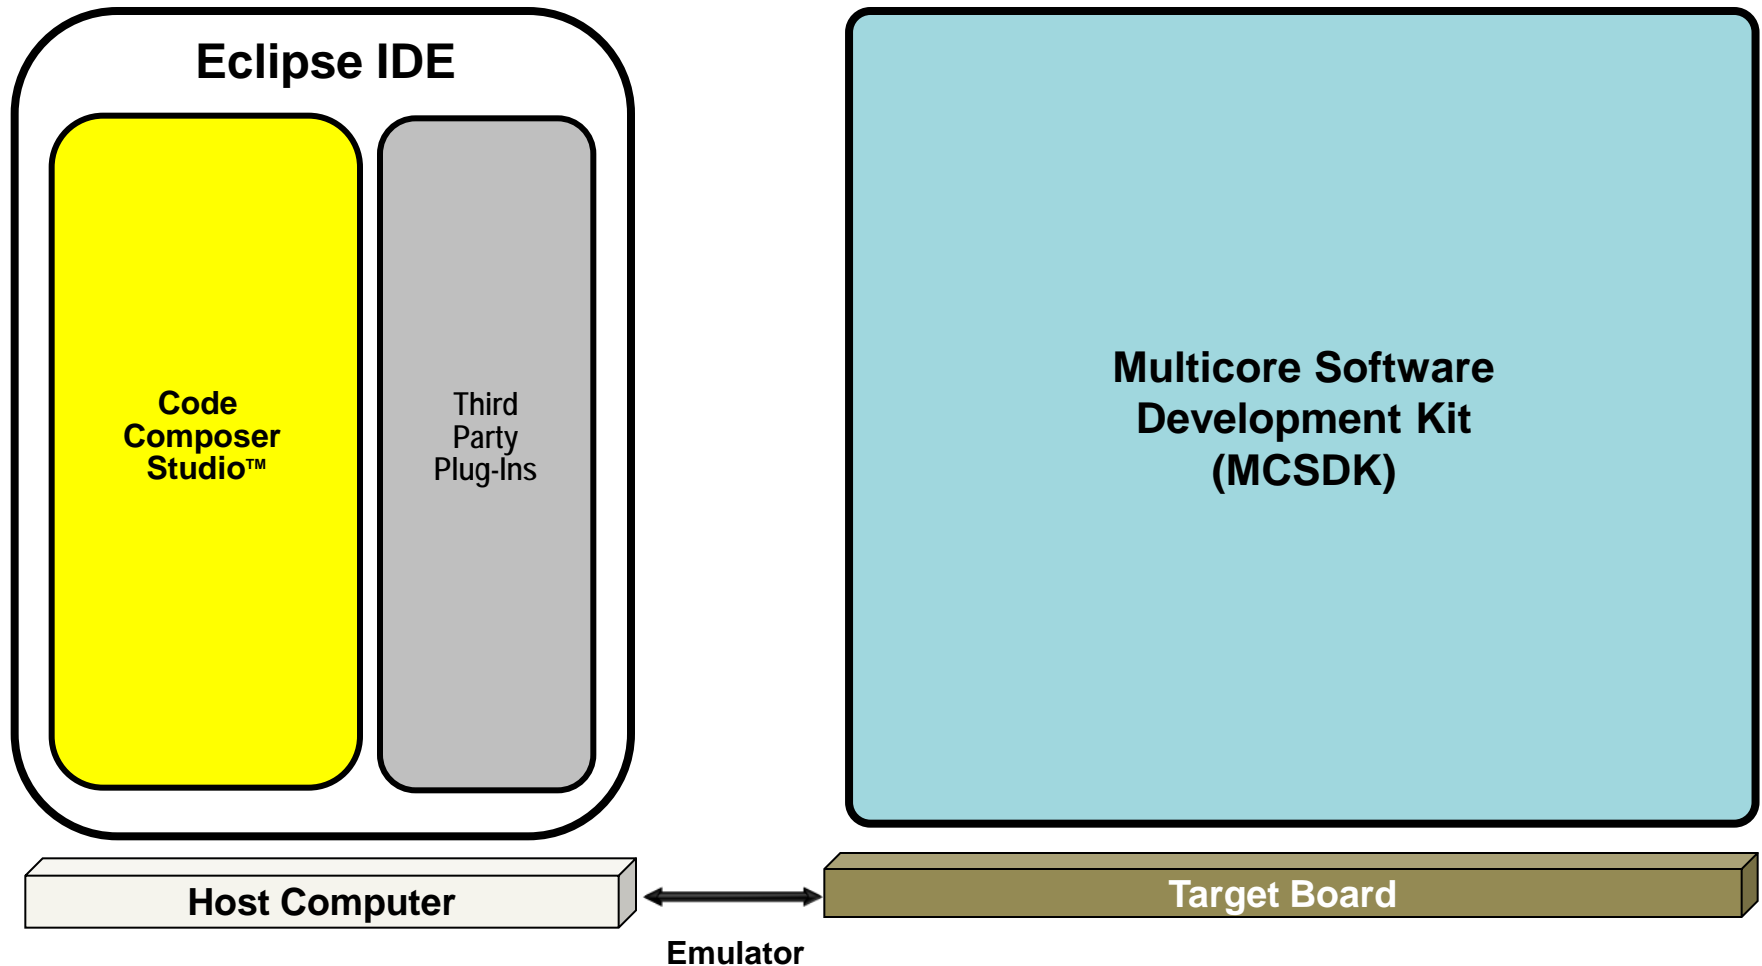 Eclipse IDE
Code
Composer
Studio™
Third
Party
Plug-Ins
Multicore Software
Development Kit
(MCSDK)
Host Computer
Target Board
Emulator